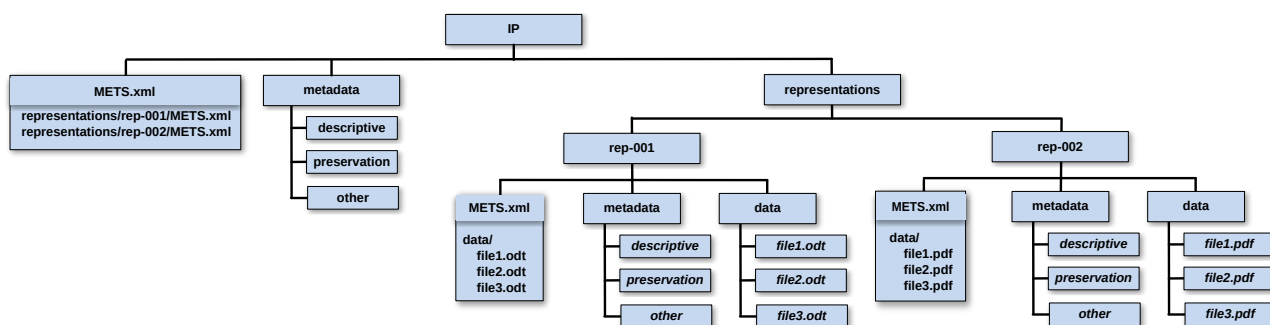 IP
METS.xml
representations/rep-001/METS.xml
representations/rep-002/METS.xml
metadata
descriptive
preservation
other
representations
rep-001
METS.xml
data/
file1.odt
file2.odt
file3.odt
metadata
descriptive
preservation
other
data
file1.odt
file2.odt
file3.odt
rep-002
METS.xml
data/
file1.pdf
file2.pdf
file3.pdf
metadata
descriptive
preservation
other
data
file1.pdf
file2.pdf
file3.pdf